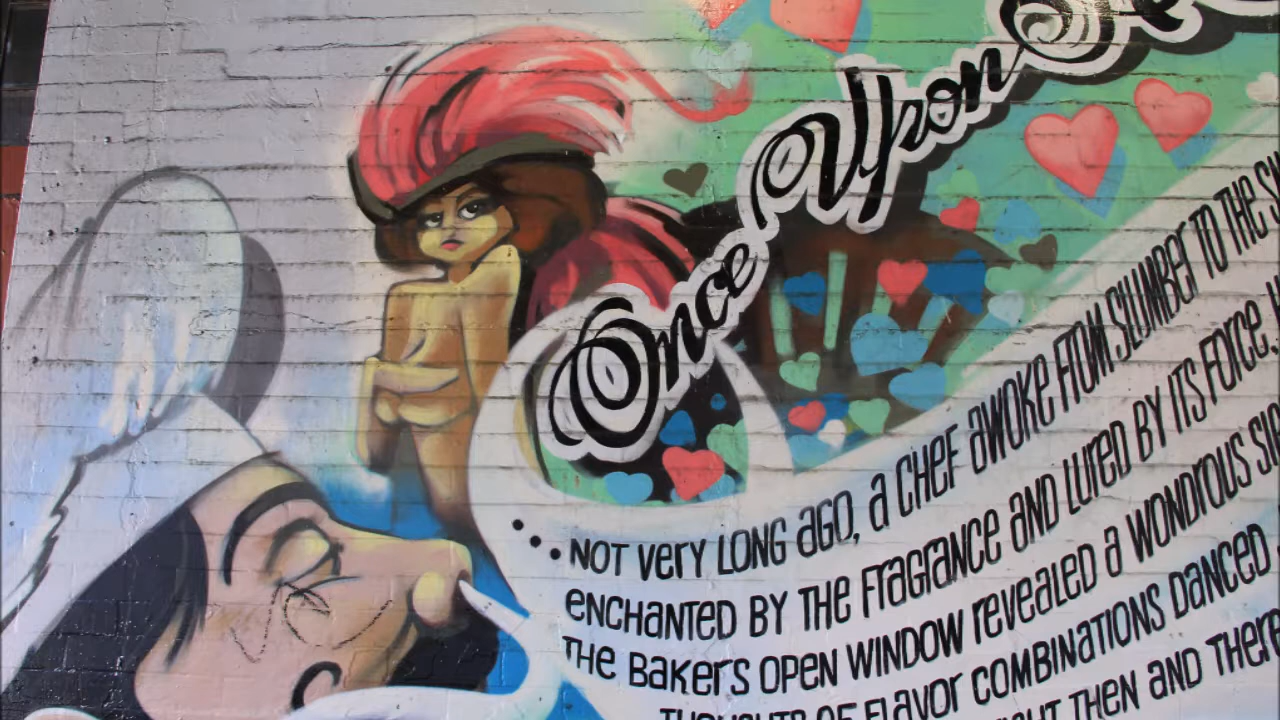 Once Upon
...NOT VERY LONG AGO, A CHEF AWOKE FROM SLUMBER TO THE
ENCHANTED BY THE FRAGRANCE AND LURED BY ITS FORCE,
THE BAKERS OPEN WINDOW REVEALED A WONDROUS
THOUGHTS OF FLAVOR COMBINATIONS DANCED
THEN AND THERE